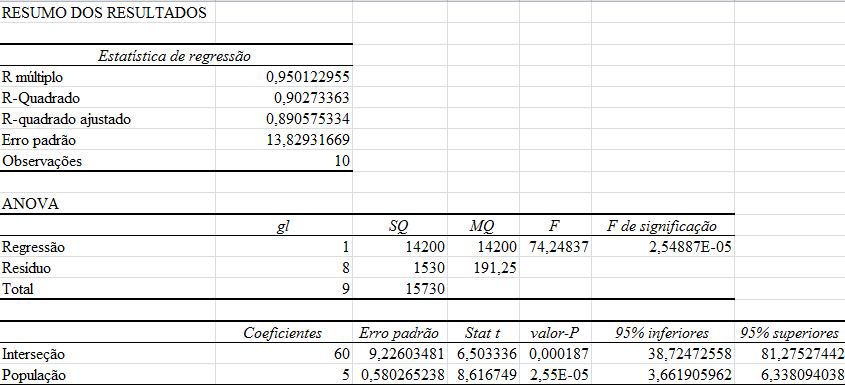 RESUMO DOS RESULTADOS
Estatística de regressão
R múltiplo 0,950122955
R-Quadrado 0,90273363
R-quadrado ajustado 0,890575334
Erro padrão 13,82931669
Observações 10
ANOVA
gl SQ MQ F F de significação
Regressão 1 14200 14200 74,24837 2,54887E-05
Resíduo 8 1530 191,25
Total 9 15730
Coeficientes Erro padrão Stat t valor-P 95% inferiores 95% superiores
Interseção 60 9,22603481 6,503336 0,000187 38,72472558 81,27527442
População 5 0,580265238 8,616749 2,55E-05 3,661905962 6,338094038